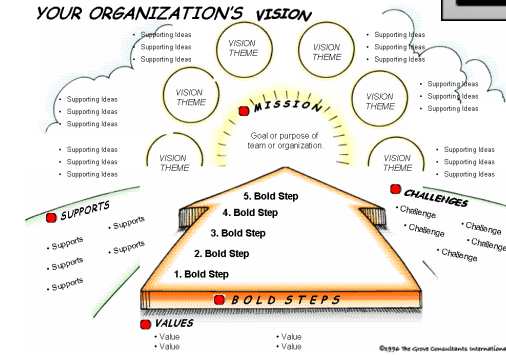 YOUR ORGANIZATION'S VISION
• Supporting Ideas
• Supporting Ideas
• Supporting Ideas
VISION
THEME
VISION
THEME
• Supporting Ideas
• Supporting Ideas
• Supporting Ideas
• Supporting Ideas
• Supporting Ideas
• Supporting Ideas
VISION
THEME
MISSION
Goal or purpose of
team or organization.
VISION
THEME
• Supporting Ideas
• Supporting Ideas
• Supporting Ideas
• Supporting Ideas
• Supporting Ideas
• Supporting Ideas
VISION
THEME
VISION
THEME
• Supporting Ideas
• Supporting Ideas
• Supporting Ideas
SUPPORTS
• Supports
• Supports
• Supports
• Supports
• Supports
5. Bold Step
4. Bold Step
3. Bold Step
2. Bold Step
1. Bold Step
BOLD STEPS
CHALLENGES
• Challenge
• Challenge
• Challenge
• Challenge
• Challenge
VALUES
• Value
• Value
• Value
• Value
©1996 The Grove Consultants Internationa